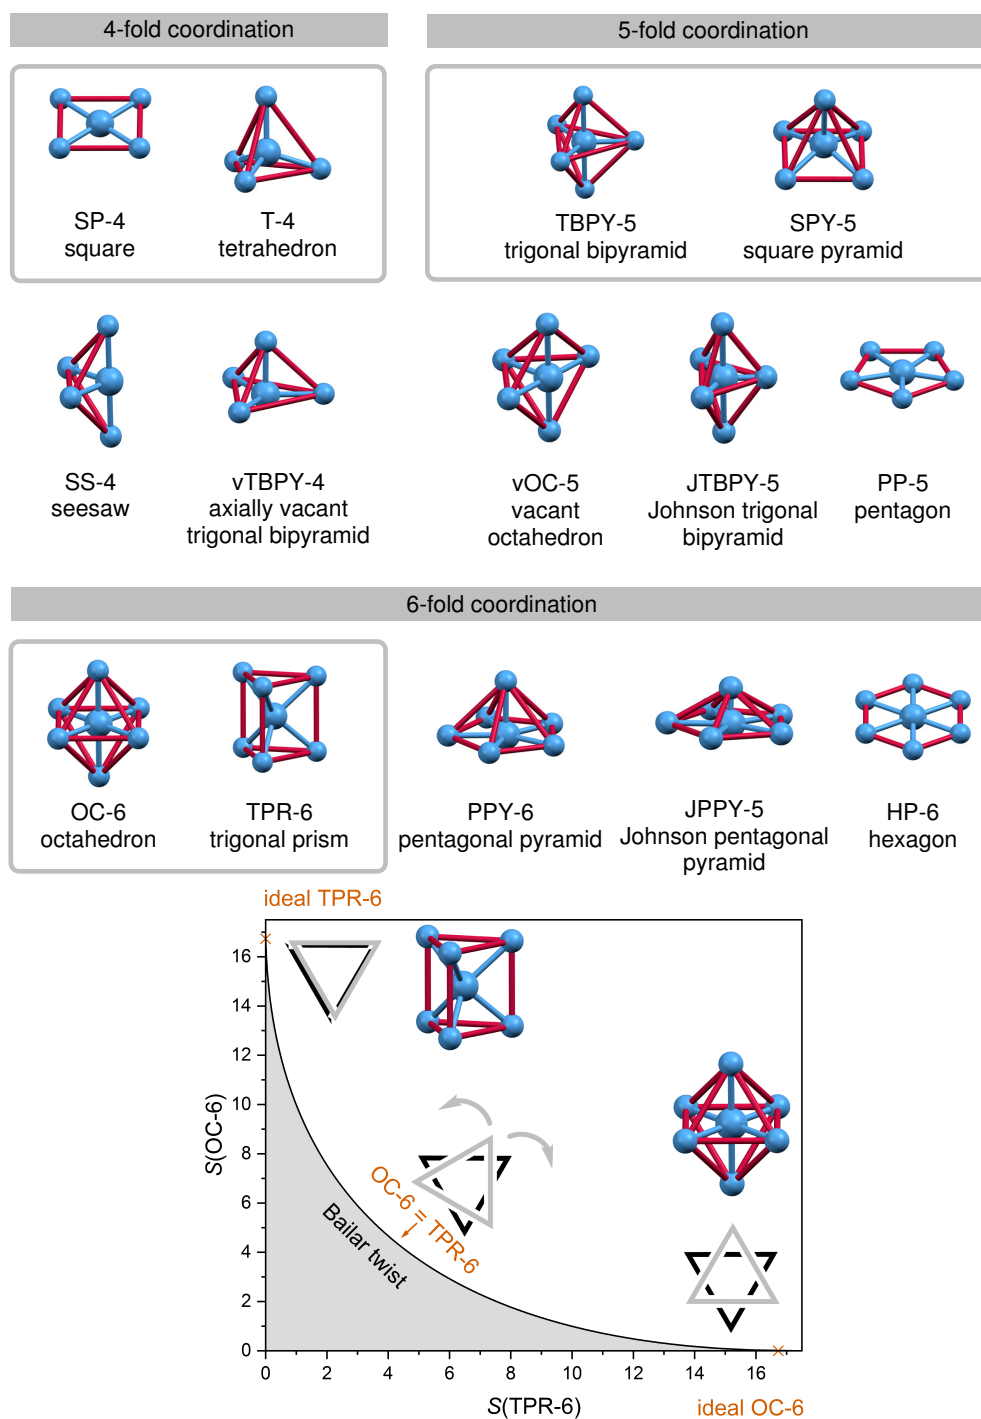 4-fold coordination
5-fold coordination
SP-4
square
T-4
tetrahedron
TBPY-5
trigonal bipyramid
SPY-5
square pyramid
SS-4
seesaw
vTBPY-4
axially vacant
trigonal bipyramid
vOC-5
vacant
octahedron
JTBPY-5
Johnson trigonal
bipyramid
PP-5
pentagon
6-fold coordination
OC-6
octahedron
TPR-6
trigonal prism
PPY-6
pentagonal pyramid
JPPY-5
Johnson pentagonal
pyramid
HP-6
hexagon
ideal TPR-6
16
14
12
10
8
6
4
2
0
S(OC-6)
OC-6 = TPR-6
Bailar twist
0 2 4 6 8 10 12 14 16
S(TPR-6)
ideal OC-6